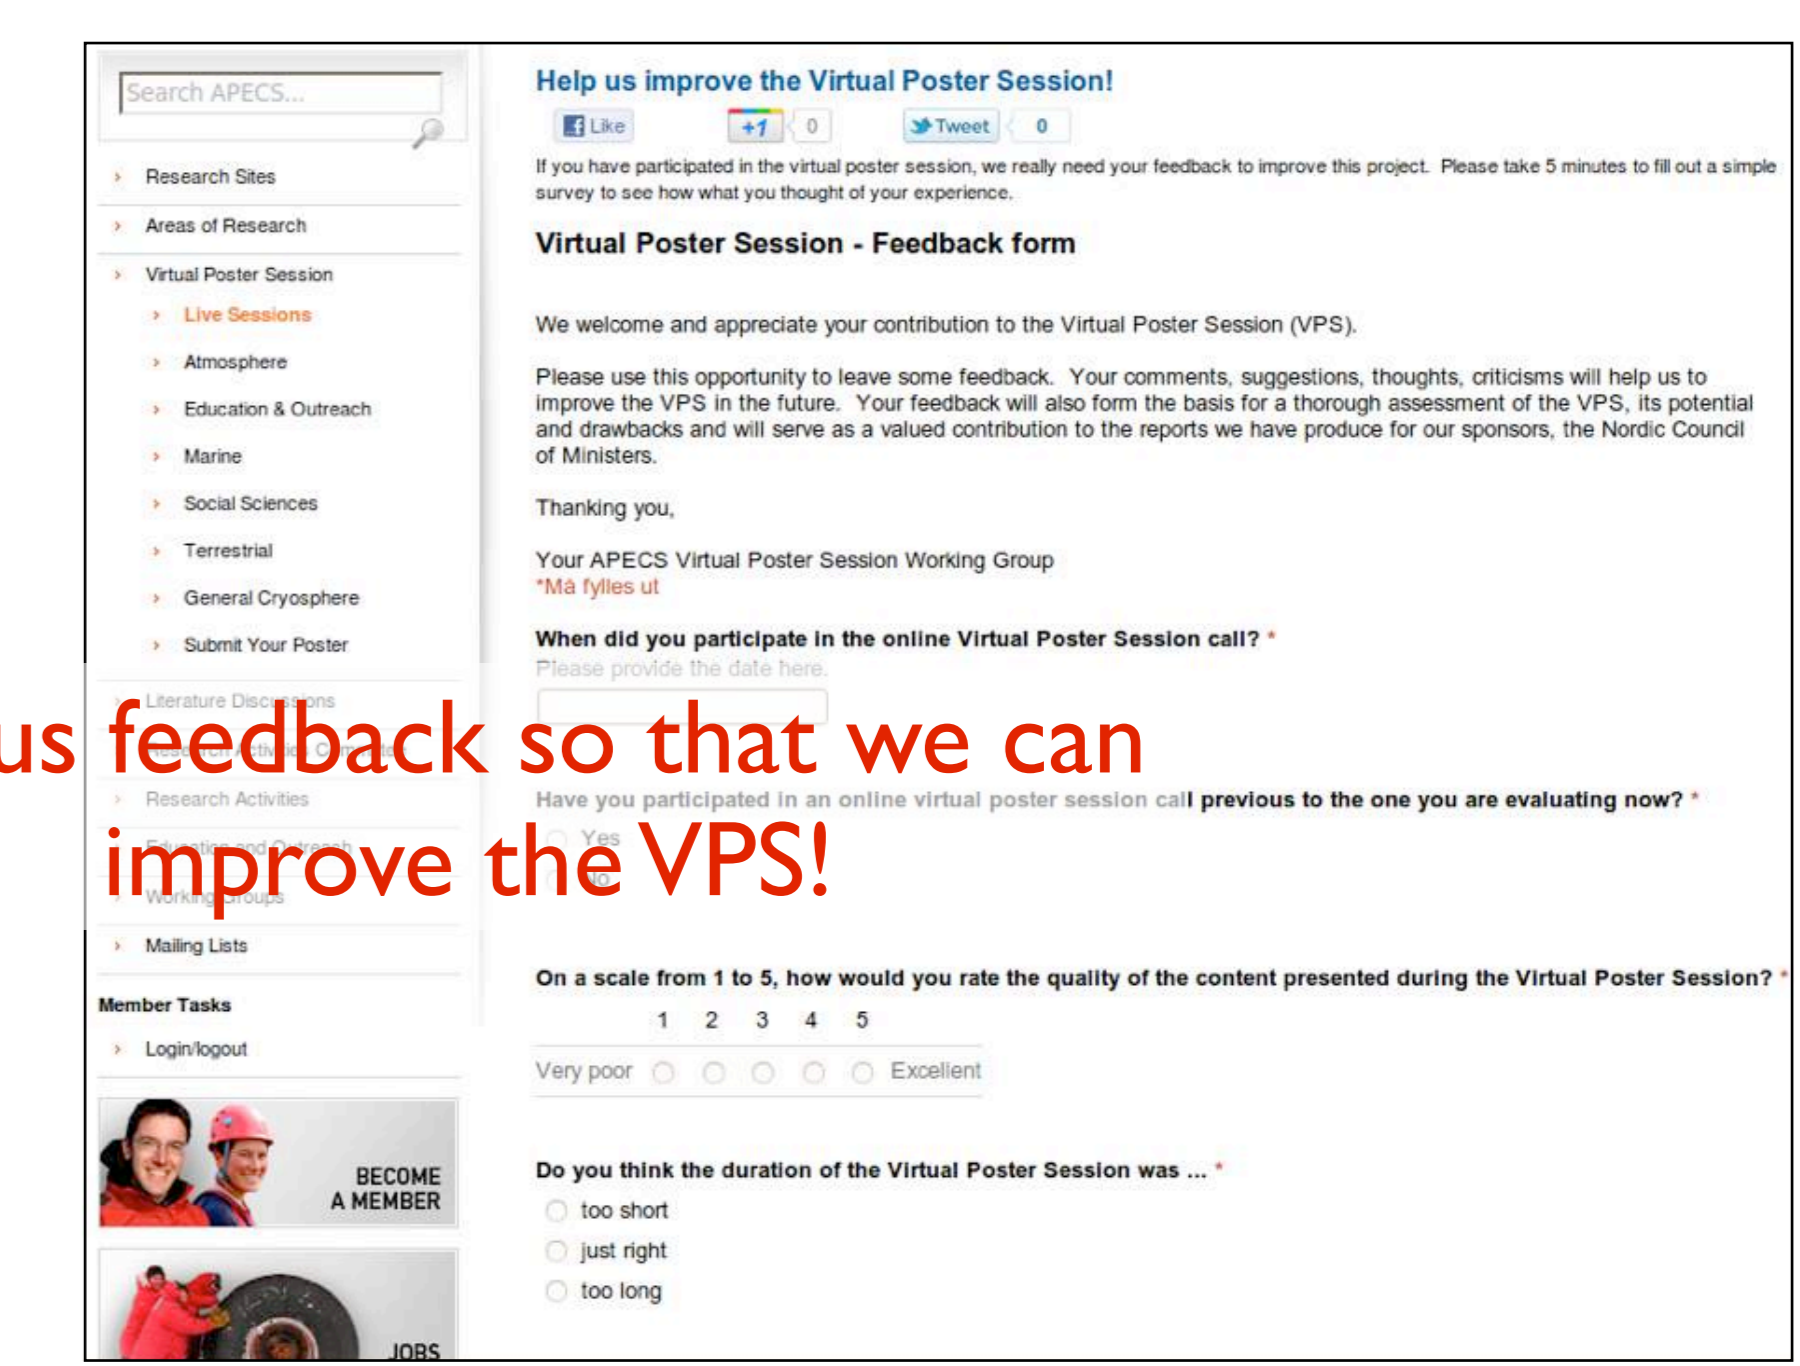 Search APECS...
Research Sites
Areas of Research
Virtual Poster Session
Live Sessions
Atmosphere
Education & Outreach
Marine
Social Sciences
Terrestrial
General Cryosphere
Submit Your Poster
Literature Discussions
Research Activities
Education and Outreach
Working Groups
Mailing Lists
Member Tasks
Login/logout
BECOME
A MEMBER
JOBS
Help us improve the Virtual Poster Session!
Like
+1 0
Tweet 0
If you have participated in the virtual poster session, we really need your feedback to improve this project. Please take 5 minutes to fill out a simple
survey to see how what you thought of your experience.
Virtual Poster Session - Feedback form
We welcome and appreciate your contribution to the Virtual Poster Session (VPS).
Please use this opportunity to leave some feedback. Your comments, suggestions, thoughts, criticisms will help us to
improve the VPS in the future. Your feedback will also form the basis for a thorough assessment of the VPS, its potential
and drawbacks and will serve as a valued contribution to the reports we have produce for our sponsors, the Nordic Council
of Ministers.
Thanking you,
Your APECS Virtual Poster Session Working Group
*Må fylles ut
When did you participate in the online Virtual Poster Session call? *
Please provide the date here.
us feedback so that we can
improve the VPS!
Have you participated in an online virtual poster session call previous to the one you are evaluating now? *
Yes
No
On a scale from 1 to 5, how would you rate the quality of the content presented during the Virtual Poster Session? *
1 2 3 4 5
Very poor Excellent
Do you think the duration of the Virtual Poster Session was ... *
too short
just right
too long